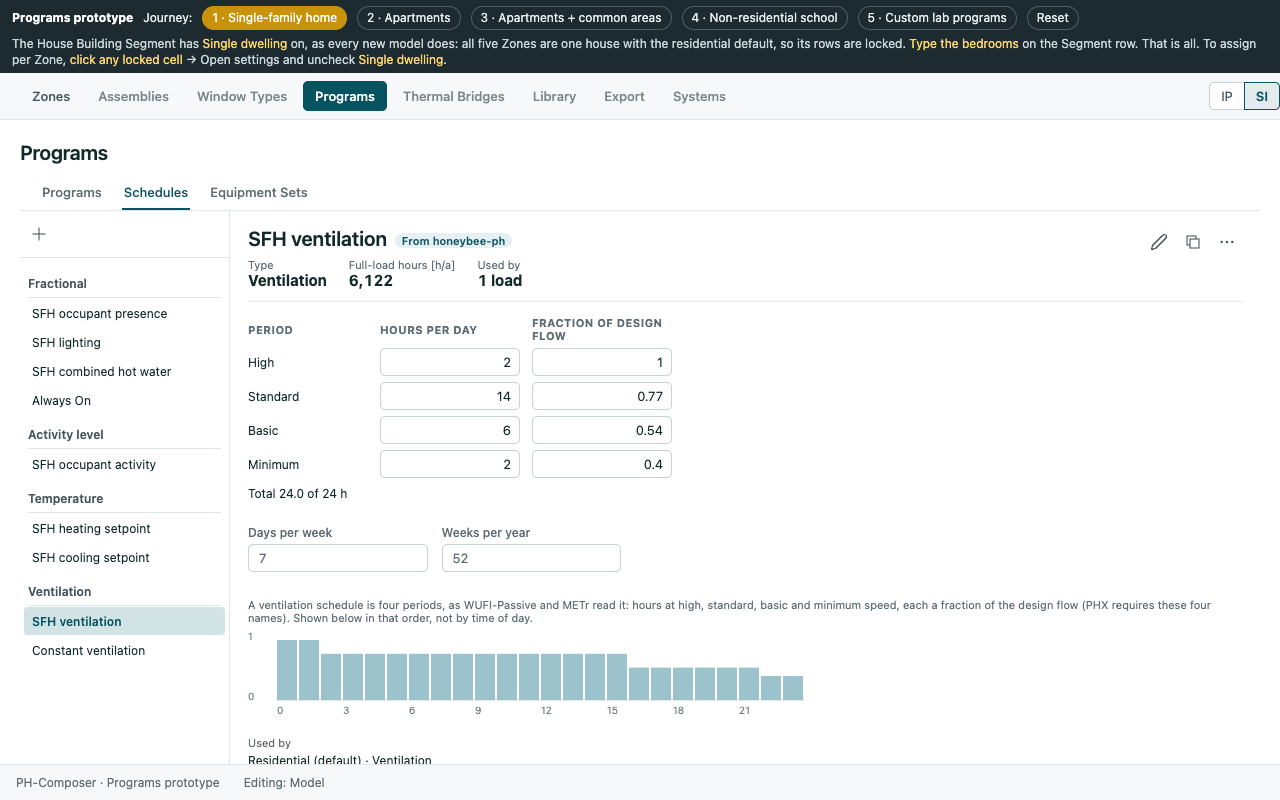 Programs prototype Journey: 1 · Single-family home 2 · Apartments 3 · Apartments + common areas 4 · Non-residential school 5 · Custom lab programs Reset
The House Building Segment has Single dwelling on, as every new model does: all five Zones are one house with the residential default, so its rows are locked. Type the bedrooms on the Segment row. That is all. To assign
per Zone, click any locked cell → Open settings and uncheck Single dwelling.
Zones Assemblies Window Types Programs Thermal Bridges Library Export Systems IP SI
Programs
Programs Schedules Equipment Sets
Fractional
SFH occupant presence
SFH lighting
SFH combined hot water
Always On
Activity level
SFH occupant activity
Temperature
SFH heating setpoint
SFH cooling setpoint
Ventilation
SFH ventilation
Constant ventilation
SFH ventilation From honeybee-ph
Type Full-load hours [h/a] Used by
Ventilation 6,122 1 load
PERIOD HOURS PER DAY FRACTION OF DESIGN
FLOW
High 2 1
Standard 14 0.77
Basic 6 0.54
Minimum 2 0.4
Total 24.0 of 24 h
Days per week Weeks per year
7 52
A ventilation schedule is four periods, as WUFI-Passive and METr read it: hours at high, standard, basic and minimum speed, each a fraction of the design flow (PHX requires these four
names). Shown below in that order, not by time of day.
1
0
0 3 6 9 12 15 18 21
Used by
Residential (default) · Ventilation
PH-Composer · Programs prototype Editing: Model